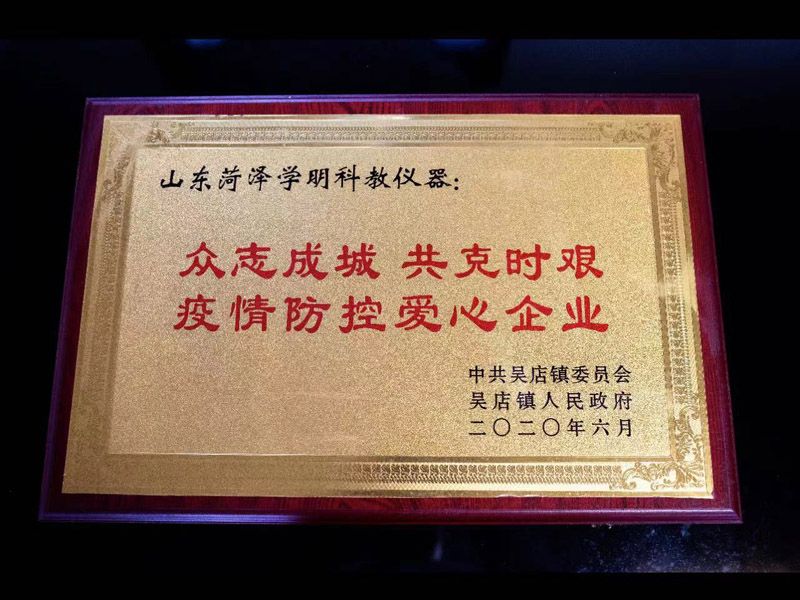 山东菏泽学明科教仪器：
众志成城 共克时艰
疫情防控爱心企业
中共吴店镇委员会
吴店镇人民政府
二〇二〇年六月